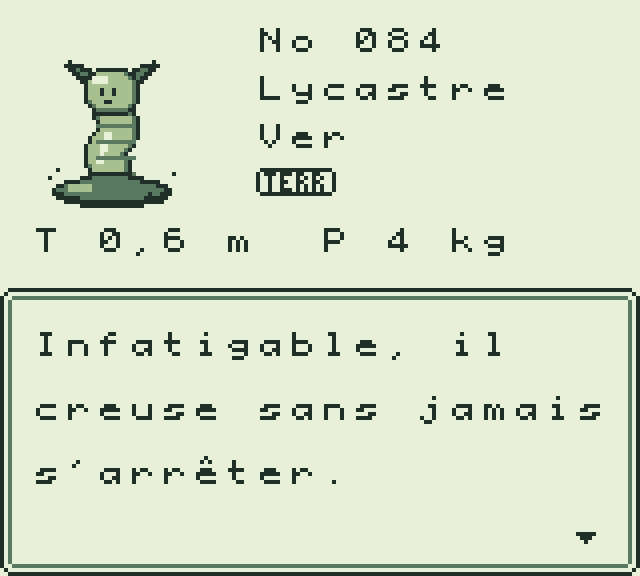 No 084
Lycastre
Ver
TERR
T 0,6 m P 4 kg
Infatigable, il
creuse sans jamais
s'arrêter.